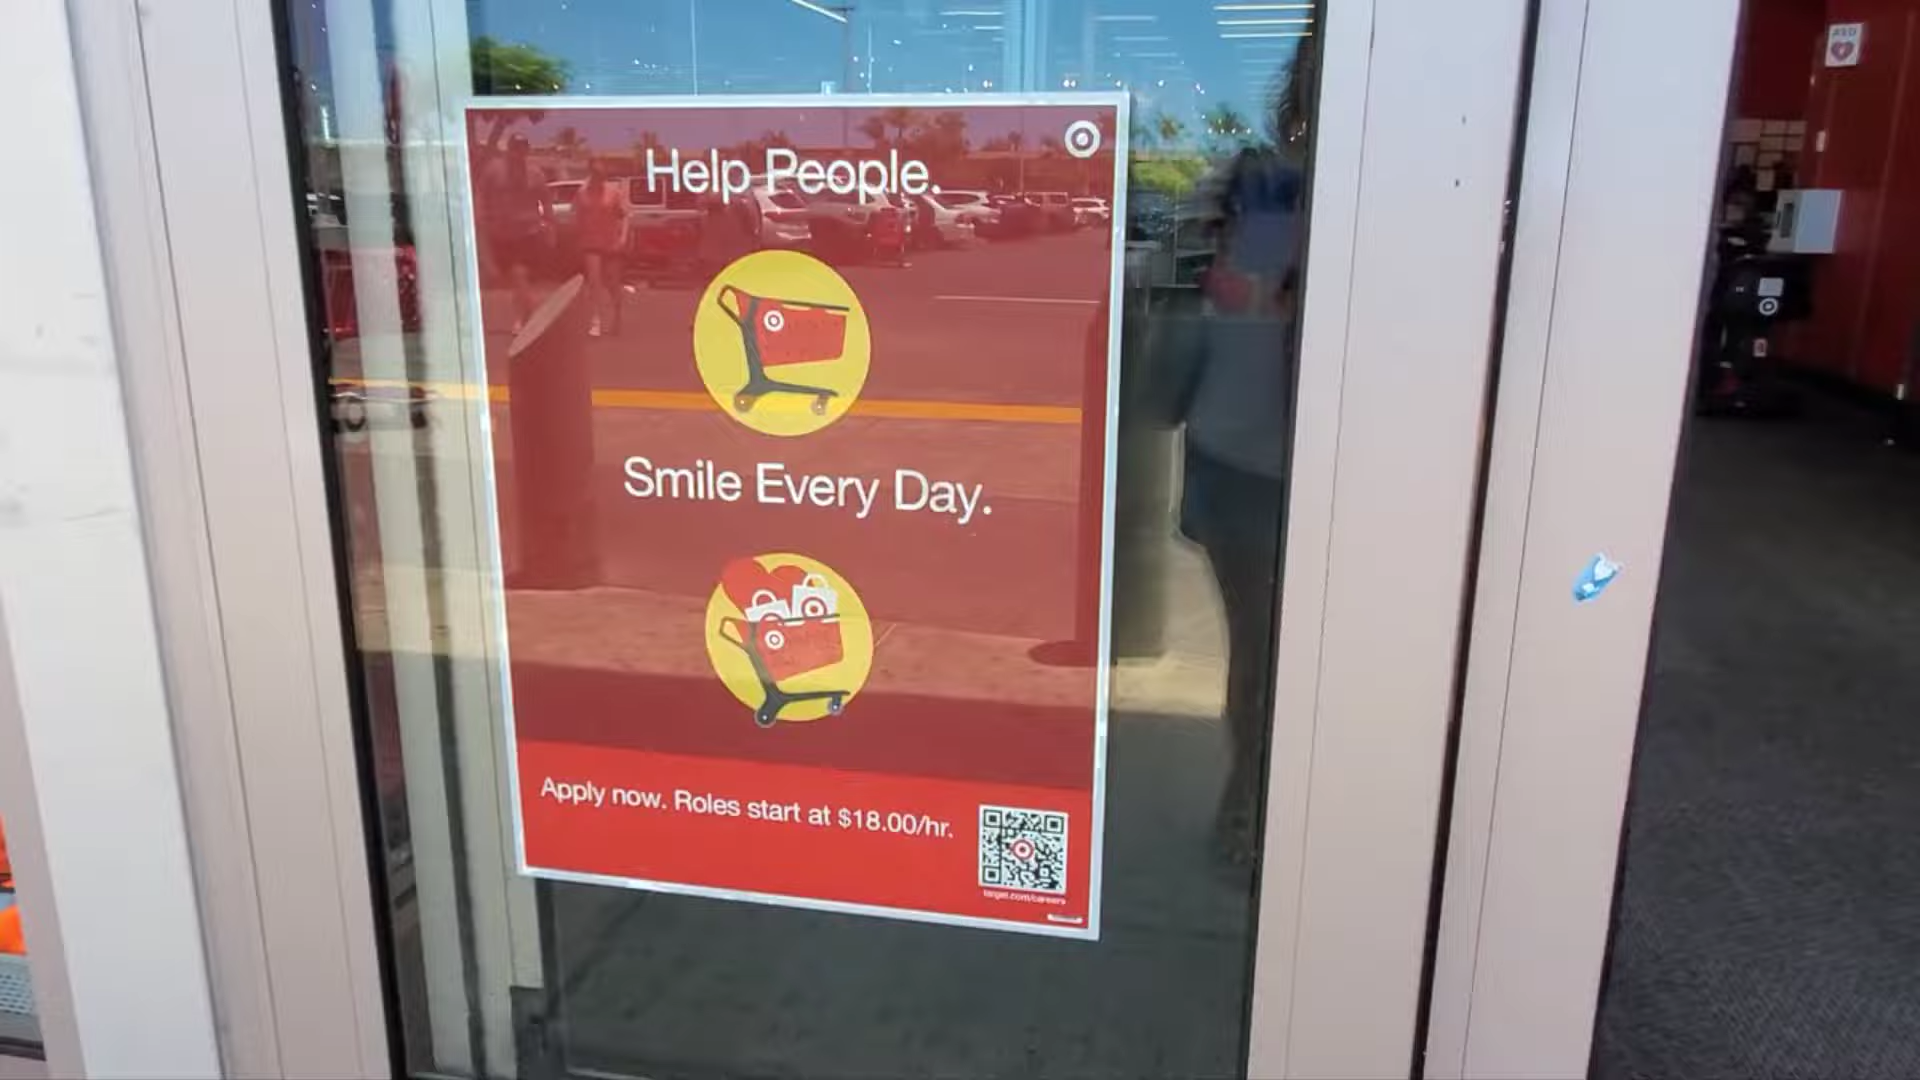 Help People.
Smile Every Day.
Apply now. Roles start at $18.00/hr.
target.com/careers
AED